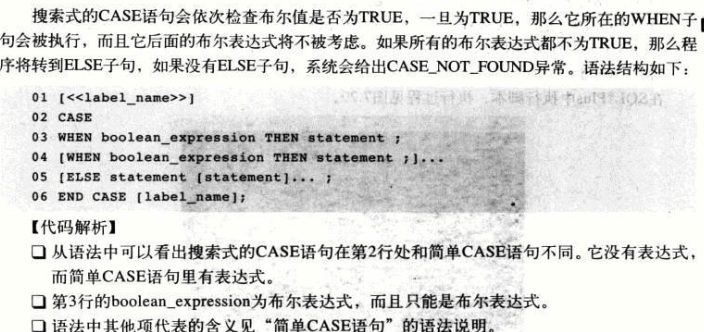 搜索式的CASE语句会依次检查布尔值是否为TRUE，一旦为TRUE，那么它所在的WHEN子
句会被执行，而且它后面的布尔表达式将不被考虑。如果所有的布尔表达式都不为TRUE，那么程
序将转到ELSE子句，如果没有ELSE子句，系统会给出CASE_NOT_FOUND异常。语法结构如下：
01 [<<label_name>>]
02 CASE
03 WHEN boolean_expression THEN statement ;
04 [WHEN boolean_expression THEN statement ;]...
05 [ELSE statement [statement]... ;
06 END CASE [label_name];
【代码解析】
❑ 从语法中可以看出搜索式的CASE语句在第2行处和简单CASE语句不同。它没有表达式，
而简单CASE语句里有表达式。
❑ 第3行的boolean_expression为布尔表达式，而且只能是布尔表达式。
❑ 语法中其他项代表的含义见“简单CASE语句”的语法说明。